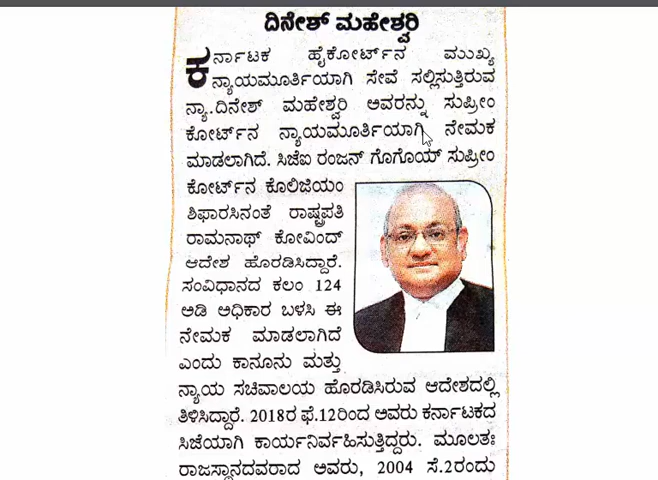 ದಿನೇಶ್ ಮಹೇಶ್ವರಿ
ಕರ್ನಾಟಕ ಹೈಕೋರ್ಟ್‌ನ ಮುಖ್ಯ
ನ್ಯಾಯಮೂರ್ತಿಯಾಗಿ ಸೇವೆ ಸಲ್ಲಿಸುತ್ತಿರುವ
ನ್ಯಾ.ದಿನೇಶ್ ಮಹೇಶ್ವರಿ ಅವರನ್ನು ಸುಪ್ರೀಂ
ಕೋರ್ಟ್‌ನ ನ್ಯಾಯಮೂರ್ತಿಯಾಗಿ ನೇಮಕ
ಮಾಡಲಾಗಿದೆ. ಸಿಜೆಐ ರಂಜನ್ ಗೊಗೊಯ್ ಸುಪ್ರೀಂ
ಕೋರ್ಟ್‌ನ ಕೊಲಿಜಿಯಂ
ಶಿಫಾರಸಿನಂತೆ ರಾಷ್ಟ್ರಪತಿ
ರಾಮನಾಥ್ ಕೋವಿಂದ್
ಆದೇಶ ಹೊರಡಿಸಿದ್ದಾರೆ.
ಸಂವಿಧಾನದ ಕಲಂ 124
ಅಡಿ ಅಧಿಕಾರ ಬಳಸಿ ಈ
ನೇಮಕ ಮಾಡಲಾಗಿದೆ
ಎಂದು ಕಾನೂನು ಮತ್ತು
ನ್ಯಾಯ ಸಚಿವಾಲಯ ಹೊರಡಿಸಿರುವ ಆದೇಶದಲ್ಲಿ
ತಿಳಿಸಿದ್ದಾರೆ. 2018ರ ಫೆ.12ರಿಂದ ಅವರು ಕರ್ನಾಟಕದ
ಸಿಜೆಯಾಗಿ ಕಾರ್ಯನಿರ್ವಹಿಸುತ್ತಿದ್ದರು. ಮೂಲತಃ
ರಾಜಸ್ಥಾನದವರಾದ ಅವರು, 2004 ಸೆ.2ರಂದು